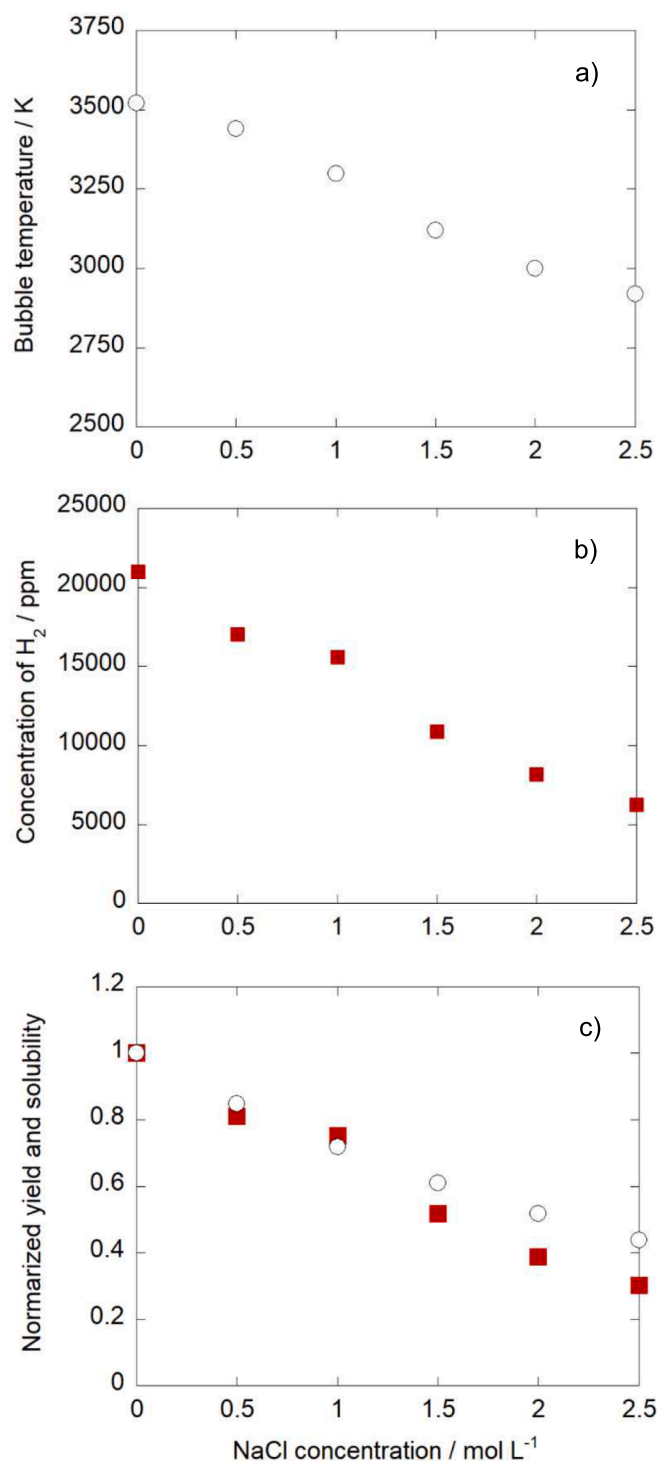 a)
Bubble temperature / K
3750
3500
3250
3000
2750
2500
0 0.5 1 1.5 2 2.5
b)
Concentration of H₂ / ppm
25000
20000
15000
10000
5000
0
0 0.5 1 1.5 2 2.5
c)
Normarized yield and solubility
1.2
1
0.8
0.6
0.4
0.2
0
0 0.5 1 1.5 2 2.5
NaCl concentration / mol L⁻¹